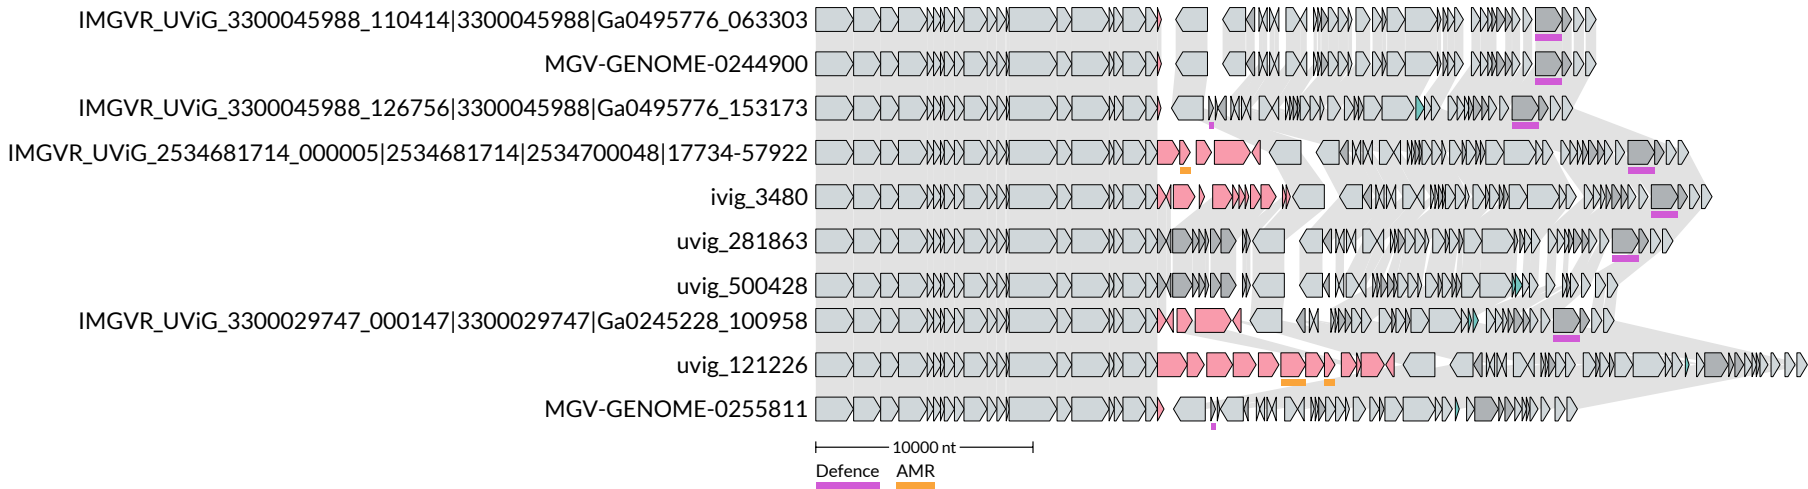 IMGVR_UViG_3300045988_110414|3300045988|Ga0495776_063303
MGV-GENOME-0244900
IMGVR_UViG_3300045988_126756|3300045988|Ga0495776_153173
IMGVR_UViG_2534681714_000005|2534681714|2534700048|17734-57922
ivig_3480
uvig_281863
uvig_500428
IMGVR_UViG_3300029747_000147|3300029747|Ga0245228_100958
uvig_121226
MGV-GENOME-0255811
10000 nt
Defence AMR